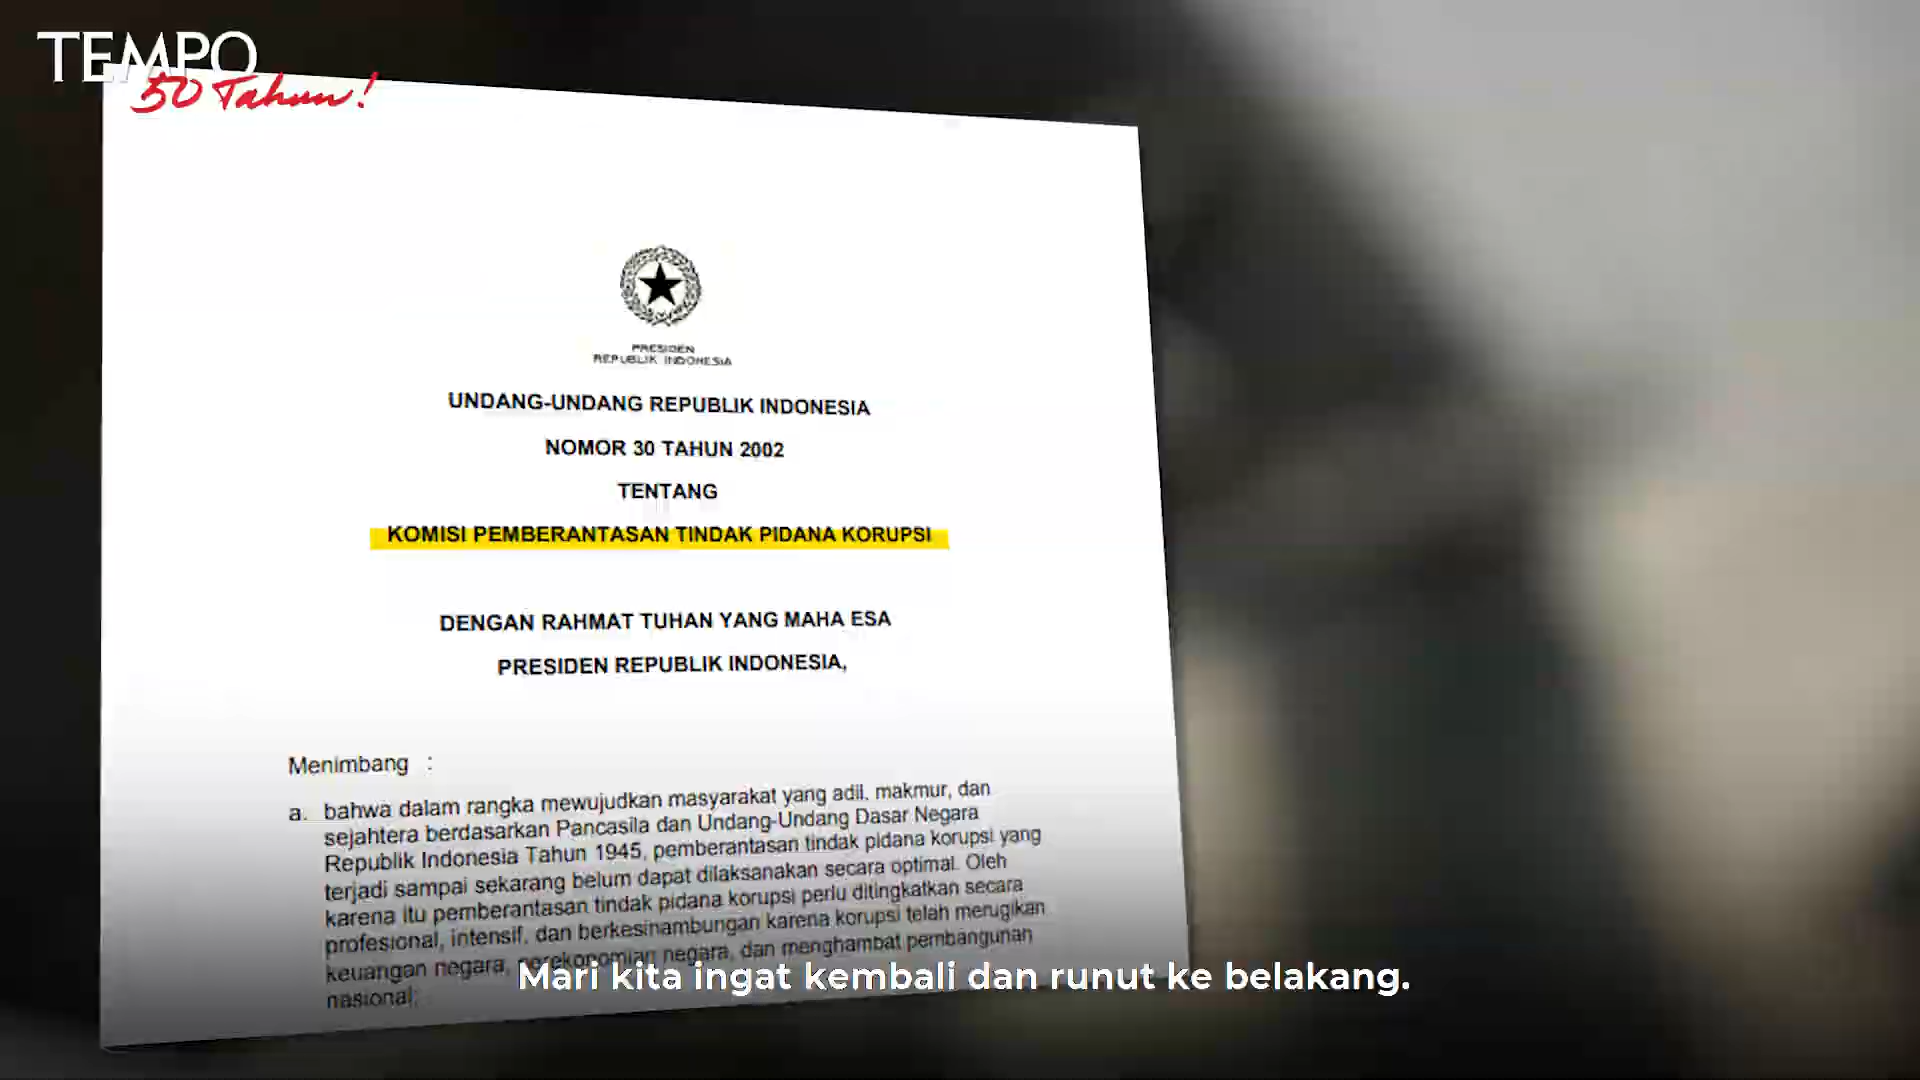 TEMPO
50 Tahun!
PRESIDEN
REPUBLIK INDONESIA
UNDANG-UNDANG REPUBLIK INDONESIA
NOMOR 30 TAHUN 2002
TENTANG
KOMISI PEMBERANTASAN TINDAK PIDANA KORUPSI
DENGAN RAHMAT TUHAN YANG MAHA ESA
PRESIDEN REPUBLIK INDONESIA,
Menimbang :
a. bahwa dalam rangka mewujudkan masyarakat yang adil, makmur, dan
sejahtera berdasarkan Pancasila dan Undang-Undang Dasar Negara
Republik Indonesia Tahun 1945, pemberantasan tindak pidana korupsi yang
terjadi sampai sekarang belum dapat dilaksanakan secara optimal. Oleh
karena itu pemberantasan tindak pidana korupsi perlu ditingkatkan secara
profesional, intensif, dan berkesinambungan karena korupsi telah merugikan
keuangan negara, perekonomian negara, dan menghambat pembangunan
nasional;
Mari kita ingat kembali dan runut ke belakang.